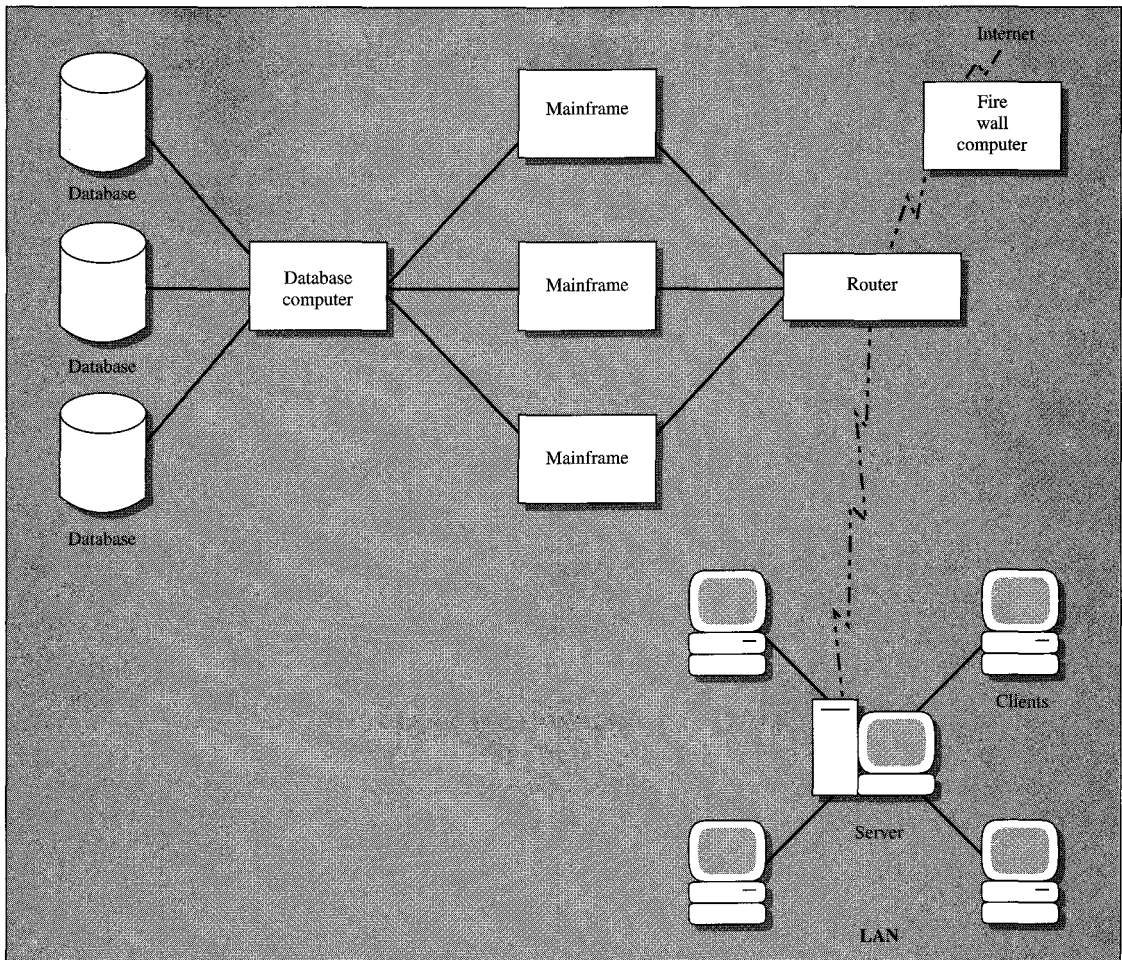 Internet
Mainframe
Fire
wall
computer
Database
Database
computer
Mainframe
Router
Database
Mainframe
Database
Clients
Server
LAN